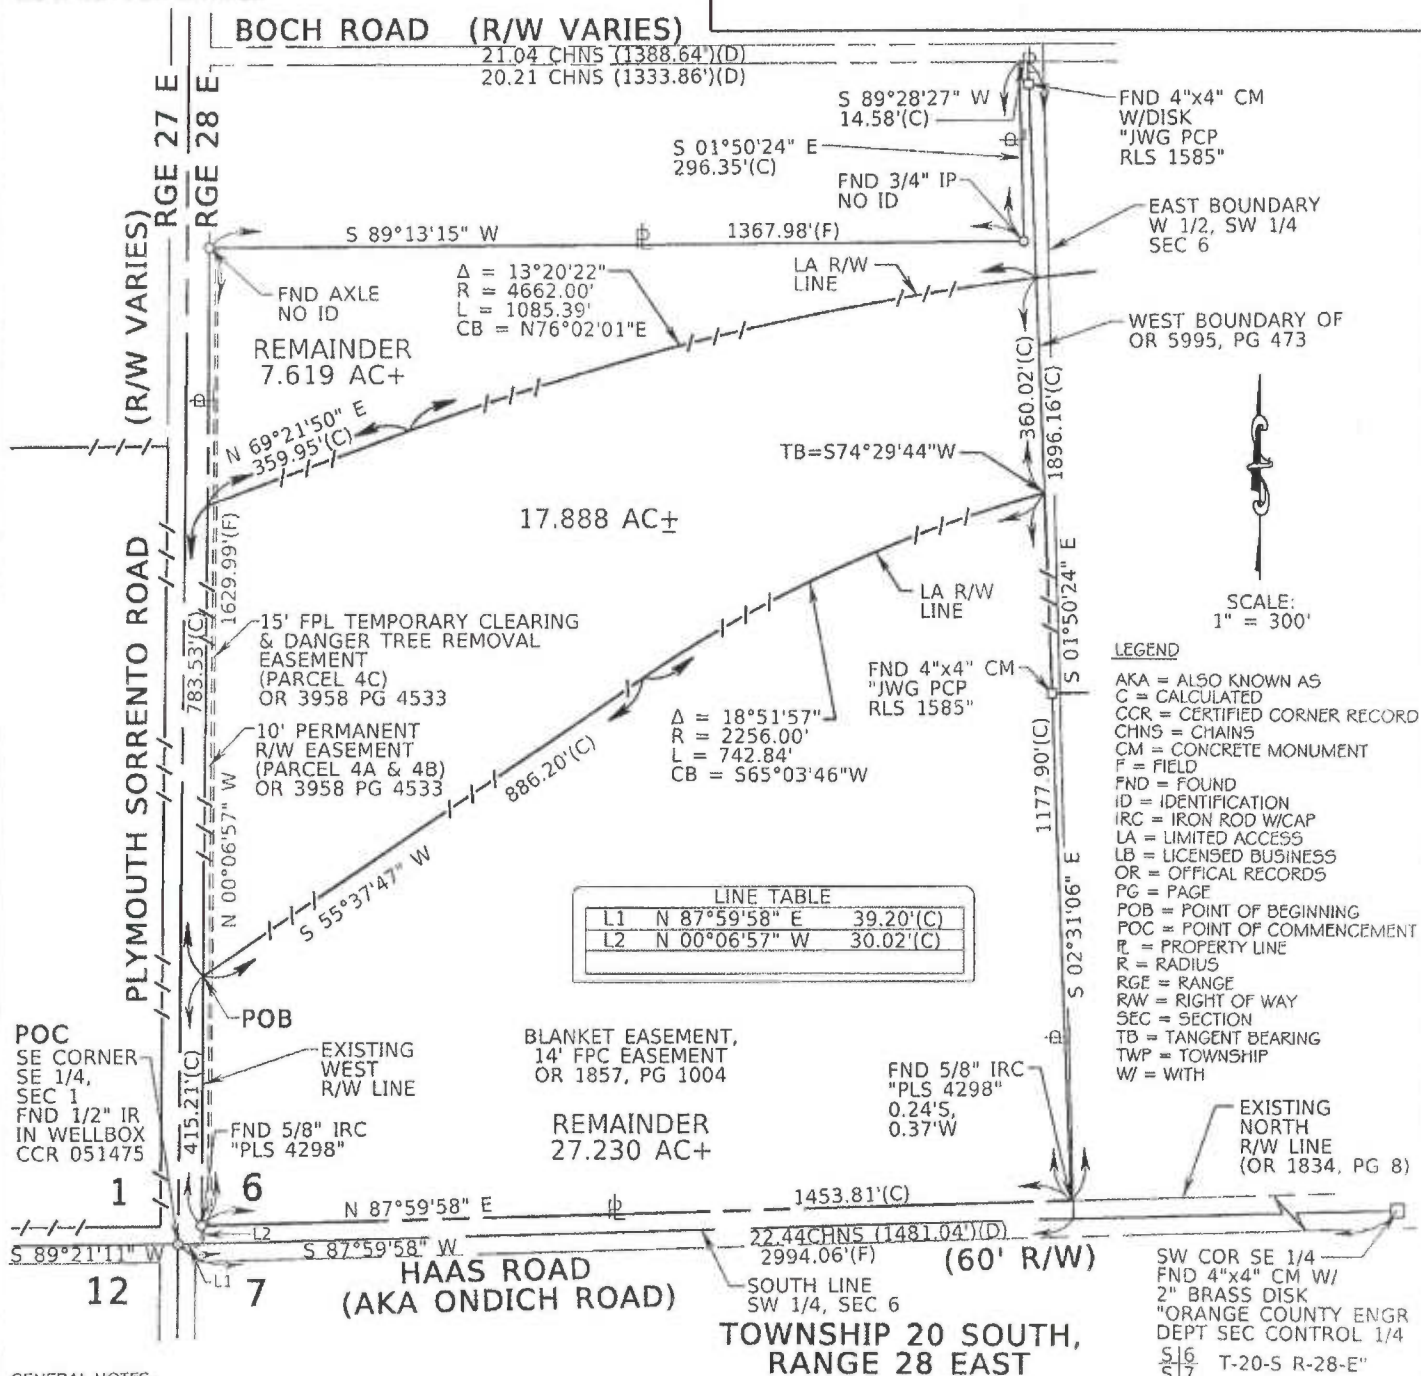 BOCH ROAD (R/W VARIES)
21.04 CHNS (1388.64')(D)
20.21 CHNS (1333.86')(D)
RGE 27 E
RGE 28 E
(R/W VARIES)
PLYMOUTH SORRENTO ROAD
S 89°28'27" W
14.58'(C)
S 01°50'24" E
296.35'(C)
FND 3/4" IP
NO ID
FND 4"x4" CM
W/DISK
"JWG PCP
RLS 1585"
EAST BOUNDARY
W 1/2, SW 1/4
SEC 6
S 89°13'15" W
1367.98'(F)
FND AXLE
NO ID
Δ = 13°20'22"
R = 4662.00'
L = 1085.39'
CB = N76°02'01"E
LA R/W
LINE
WEST BOUNDARY OF
OR 5995, PG 473
REMAINDER
7.619 AC+
N 69°21'50" E
359.95'(C)
360.02'(C)
1896.16'(C)
TB=S74°29'44"W
17.888 AC±
1629.99'(F)
783.53'(C)
N 00°06'57" W
15' FPL TEMPORARY CLEARING
& DANGER TREE REMOVAL
EASEMENT
(PARCEL 4C)
OR 3958 PG 4533
10' PERMANENT
R/W EASEMENT
(PARCEL 4A & 4B)
OR 3958 PG 4533
LA R/W
LINE
S 01°50'24" E
FND 4"x4" CM
"JWG PCP
RLS 1585"
886.20'(C)
S 55°37'47" W
Δ = 18°51'57"
R = 2256.00'
L = 742.84'
CB = S65°03'46"W
1177.90'(C)
S 02°31'06" E
SCALE:
1" = 300'
LEGEND
AKA = ALSO KNOWN AS
C = CALCULATED
CCR = CERTIFIED CORNER RECORD
CHNS = CHAINS
CM = CONCRETE MONUMENT
F = FIELD
FND = FOUND
ID = IDENTIFICATION
IRC = IRON ROD W/CAP
LA = LIMITED ACCESS
LB = LICENSED BUSINESS
OR = OFFICAL RECORDS
PG = PAGE
POB = POINT OF BEGINNING
POC = POINT OF COMMENCEMENT
PL = PROPERTY LINE
R = RADIUS
RGE = RANGE
R/W = RIGHT OF WAY
SEC = SECTION
TB = TANGENT BEARING
TWP = TOWNSHIP
W/ = WITH
LINE TABLE
L1 N 87°59'58" E 39.20'(C)
L2 N 00°06'57" W 30.02'(C)
POB
POC
SE CORNER
SE 1/4,
SEC 1
FND 1/2" IR
IN WELLBOX
CCR 051475
415.21'(C)
EXISTING
WEST
R/W LINE
FND 5/8" IRC
"PLS 4298"
BLANKET EASEMENT,
14' FPC EASEMENT
OR 1857, PG 1004
REMAINDER
27.230 AC+
FND 5/8" IRC
"PLS 4298"
0.24'S,
0.37'W
EXISTING
NORTH
R/W LINE
(OR 1834, PG 8)
1
6
N 87°59'58" E
1453.81'(C)
L2
S 89°21'11" W
S 87°59'58" W
22.44CHNS (1481.04')(D)
2994.06'(F)
L1
12
7
HAAS ROAD
(AKA ONDICH ROAD)
(60' R/W)
SOUTH LINE
SW 1/4, SEC 6
SW COR SE 1/4
FND 4"x4" CM W/
2" BRASS DISK
"ORANGE COUNTY ENGR
DEPT SEC CONTROL 1/4
S|6
S|7
T-20-S R-28-E"
TOWNSHIP 20 SOUTH,
RANGE 28 EAST